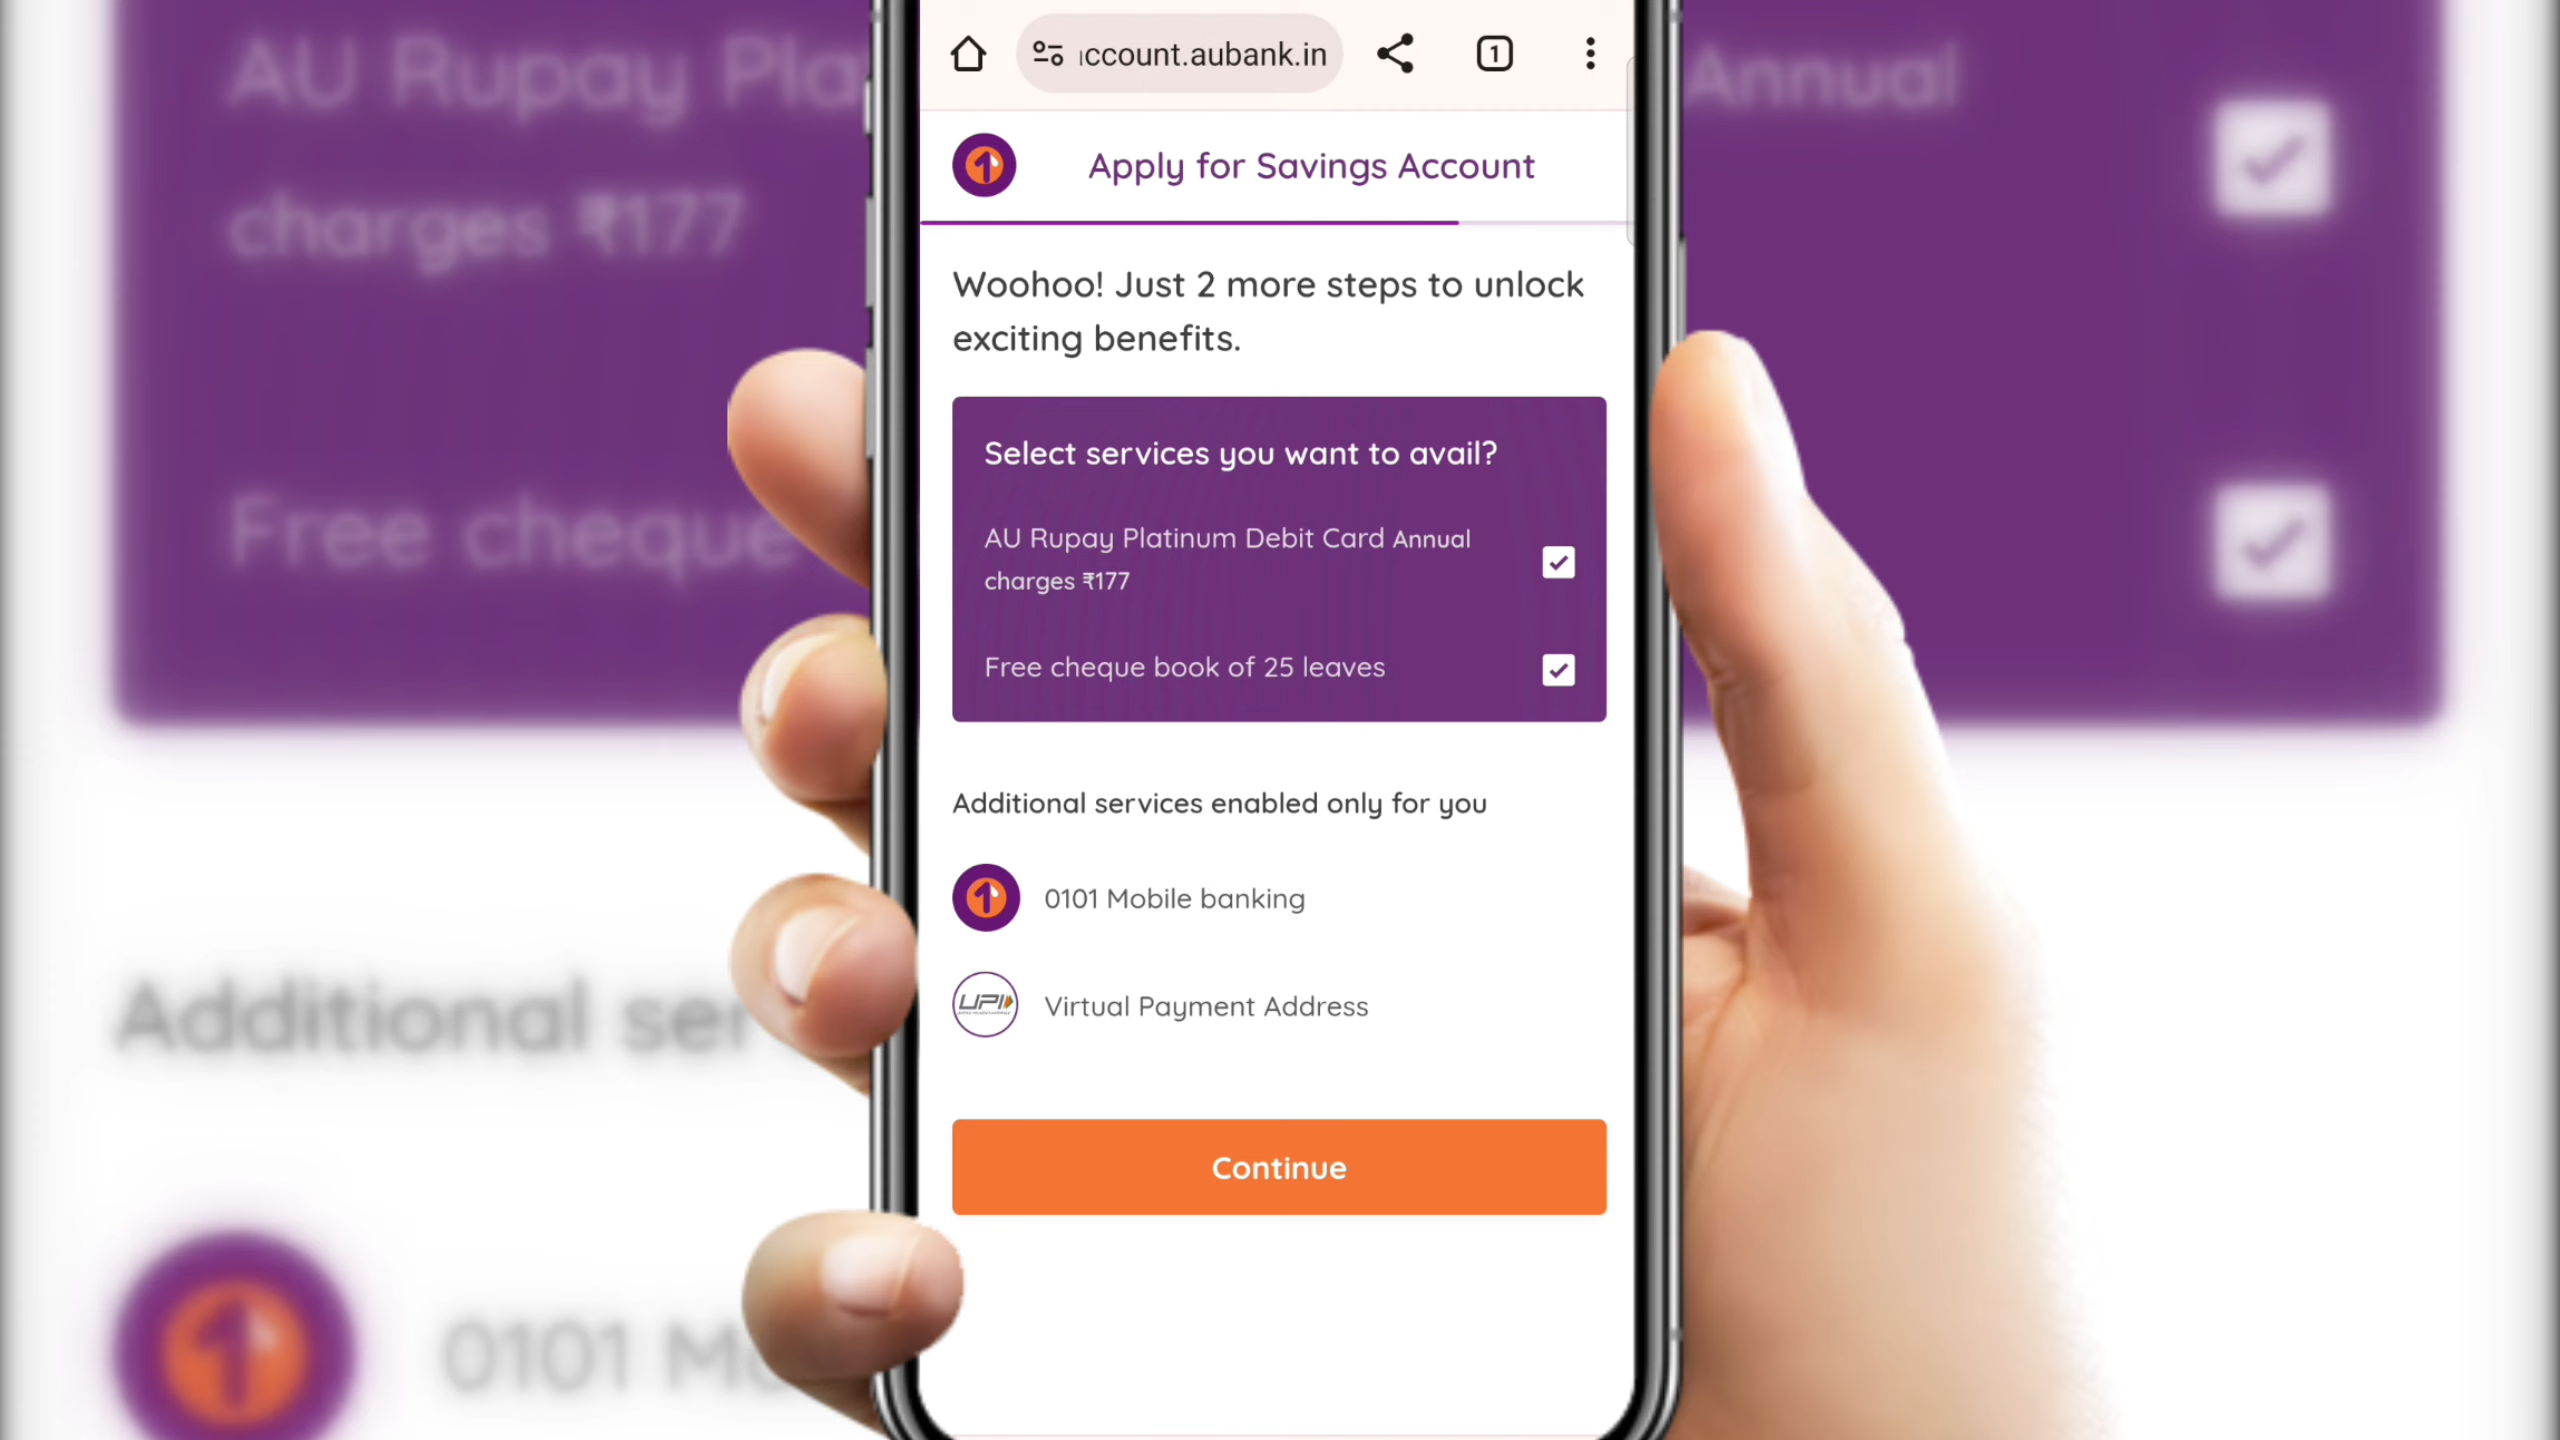 AU Rupay Pla
Annual
charges ₹177
Free cheque
Additional ser
0101 Mo
ccount.aubank.in
1
Apply for Savings Account
Woohoo! Just 2 more steps to unlock
exciting benefits.
Select services you want to avail?
AU Rupay Platinum Debit Card Annual
charges ₹177
Free cheque book of 25 leaves
Additional services enabled only for you
0101 Mobile banking
UPI
Virtual Payment Address
Continue